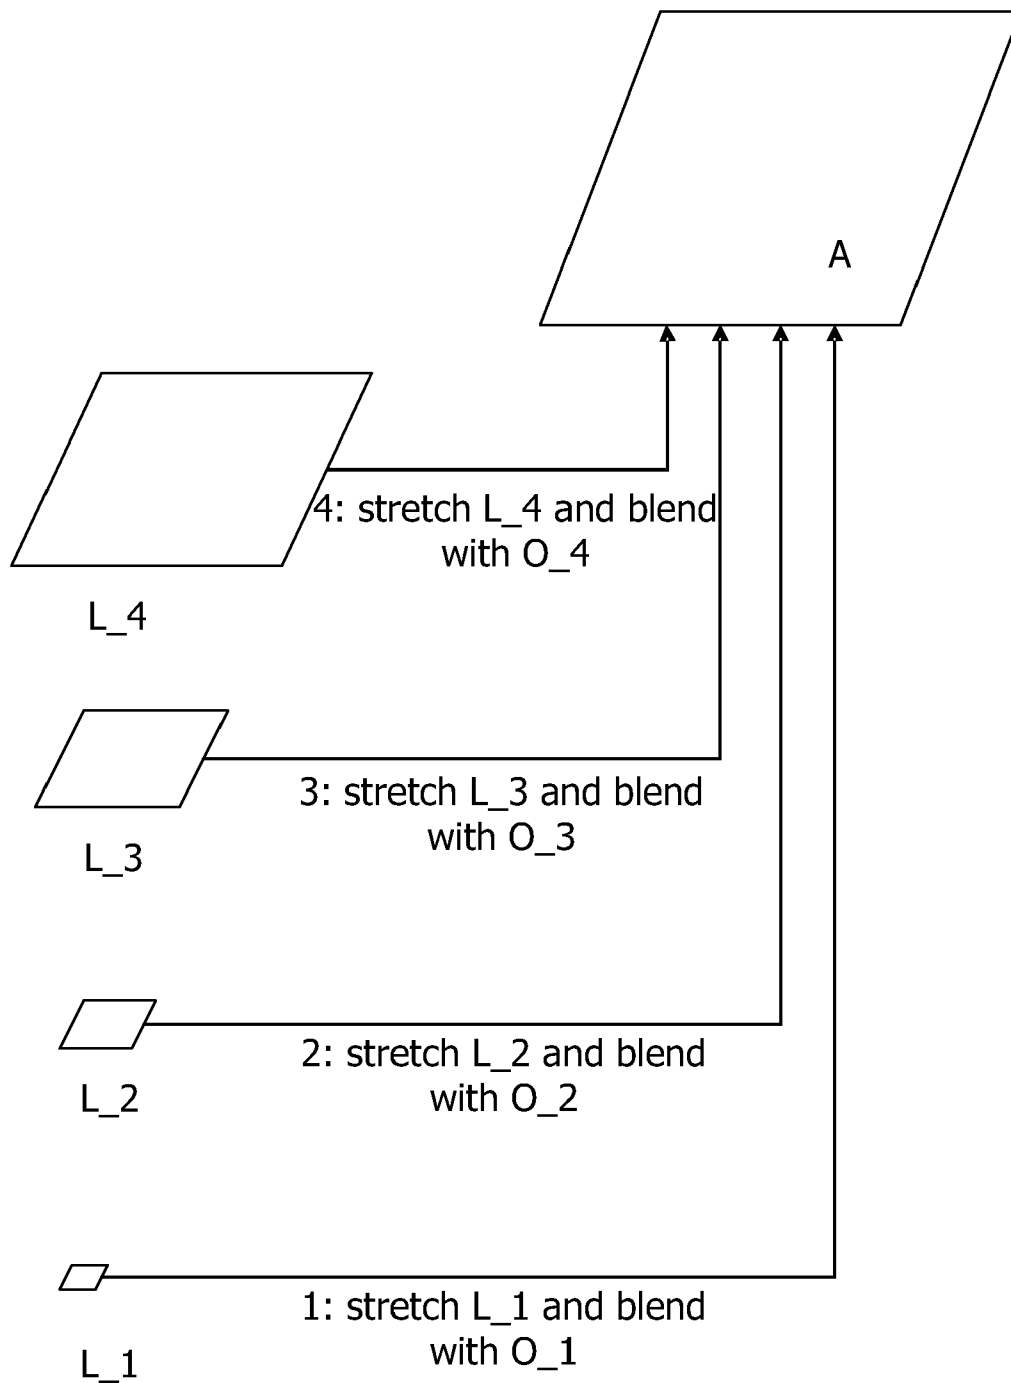 A
4: stretch L_4 and blend
with O_4
L_4
3: stretch L_3 and blend
with O_3
L_3
2: stretch L_2 and blend
with O_2
L_2
1: stretch L_1 and blend
with O_1
L_1